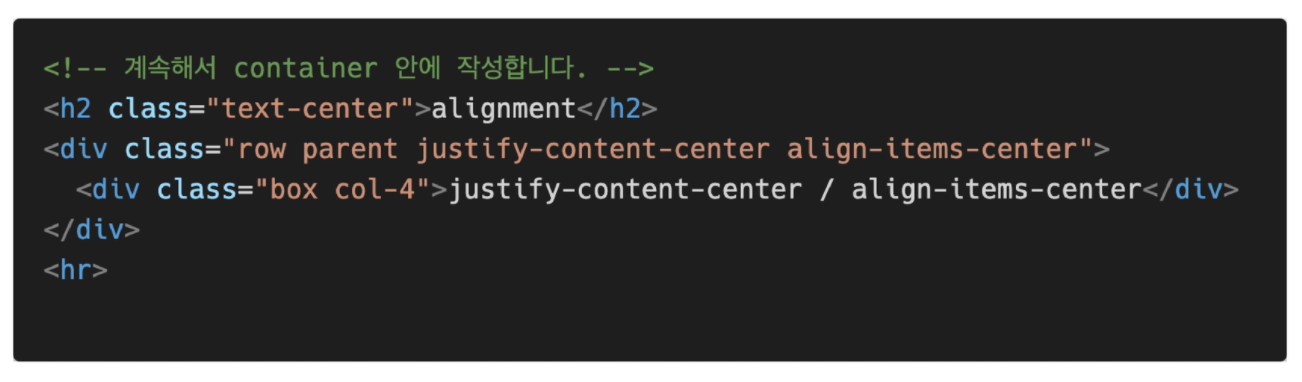 <!-- 계속해서 container 안에 작성합니다. -->
<h2 class="text-center">alignment</h2>
<div class="row parent justify-content-center align-items-center">
  <div class="box col-4">justify-content-center / align-items-center</div>
</div>
<hr>